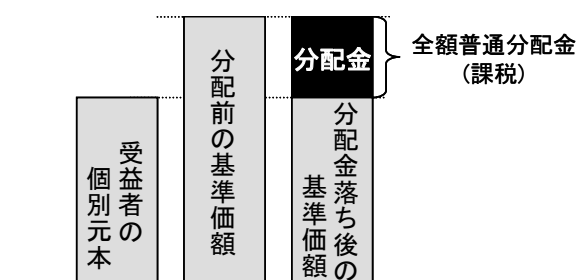 受益者の
個別元本
分配前の基準価額
分配金
分配金落ち後の
基準価額
全額普通分配金
(課税)